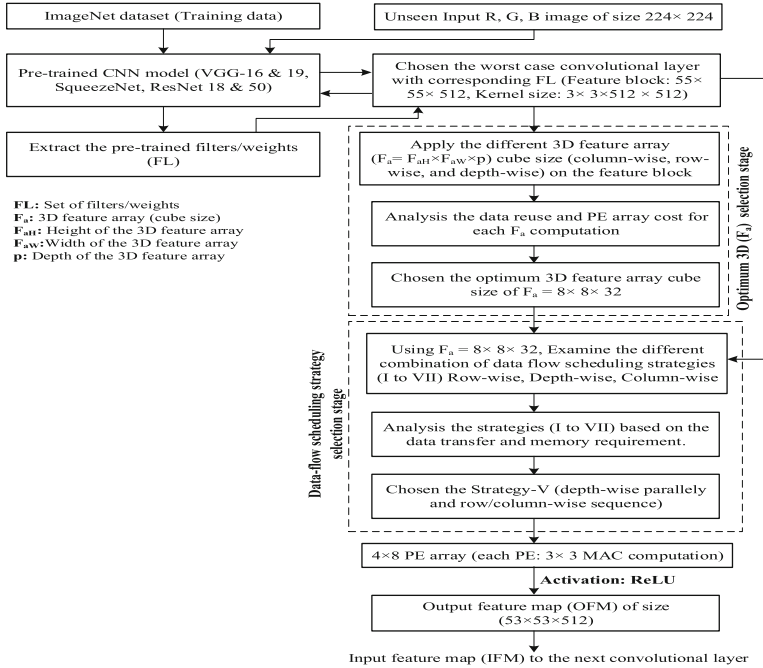 ImageNet dataset (Training data)
Unseen Input R, G, B image of size 224× 224
Pre-trained CNN model (VGG-16 & 19,
SqueezeNet, ResNet 18 & 50)
Chosen the worst case convolutional layer
with corresponding FL (Feature block: 55×
55× 512, Kernel size: 3× 3×512 × 512)
Extract the pre-trained filters/weights
(FL)
FL: Set of filters/weights
Fa: 3D feature array (cube size)
FaH: Height of the 3D feature array
FaW:Width of the 3D feature array
p: Depth of the 3D feature array
Apply the different 3D feature array
(Fa= FaH×FaW×p) cube size (column-wise, row-
wise, and depth-wise) on the feature block
Analysis the data reuse and PE array cost for
each Fa computation
Chosen the optimum 3D feature array cube
size of Fa = 8× 8× 32
Optimum 3D (Fa) selection stage
Using Fa = 8× 8× 32, Examine the different
combination of data flow scheduling strategies
(I to VII) Row-wise, Depth-wise, Column-wise
Analysis the strategies (I to VII) based on the
data transfer and memory requirement.
Chosen the Strategy-V (depth-wise parallely
and row/column-wise sequence)
Data-flow scheduling strategy
selection stage
4×8 PE array (each PE: 3× 3 MAC computation)
Activation: ReLU
Output feature map (OFM) of size
(53×53×512)
Input feature map (IFM) to the next convolutional layer